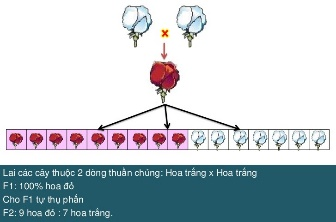 x
Lai các cây thuộc 2 dòng thuần chủng: Hoa trắng x Hoa trắng
F1: 100% hoa đỏ
Cho F1 tự thụ phấn
F2: 9 hoa đỏ : 7 hoa trắng.